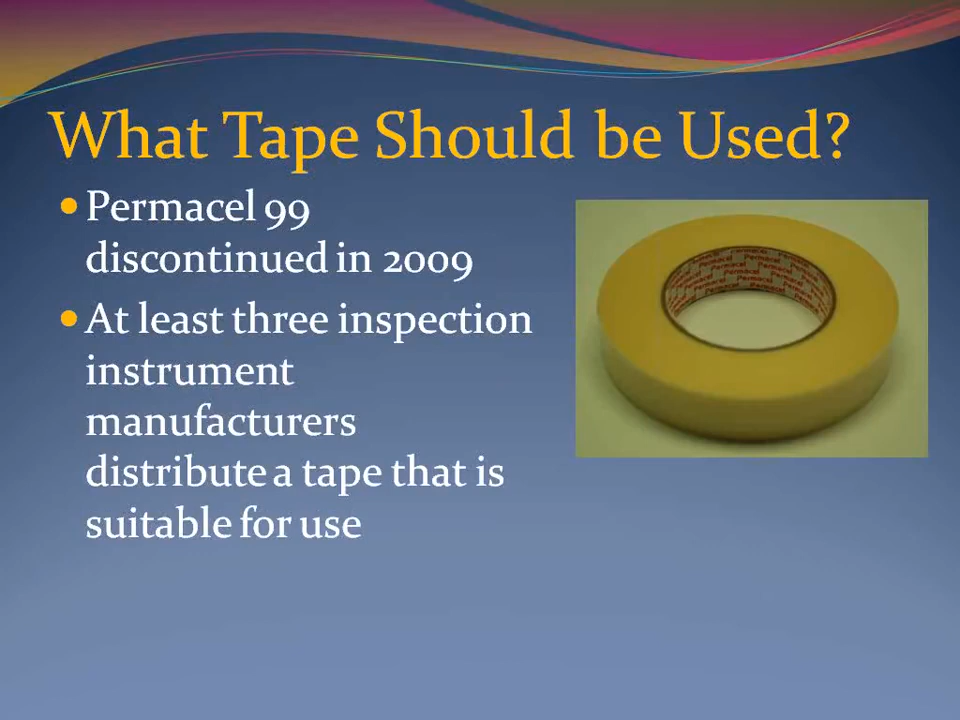 What Tape Should be Used?
Permacel 99
discontinued in 2009
At least three inspection
instrument
manufacturers
distribute a tape that is
suitable for use
Permacel